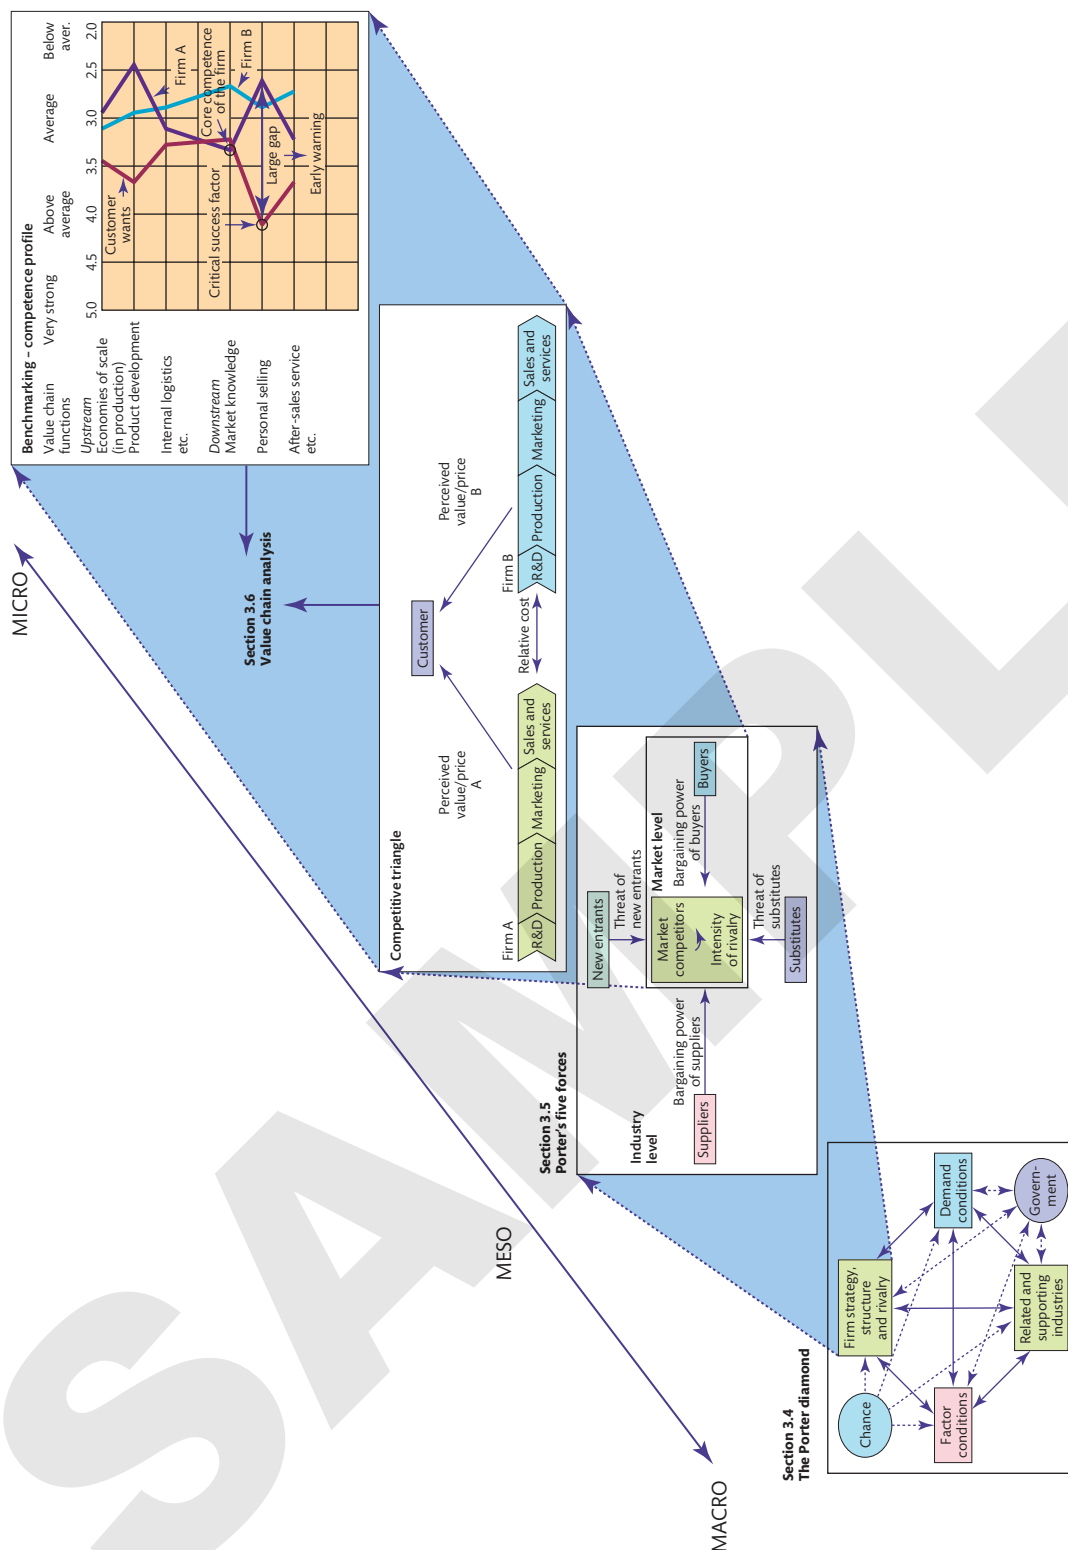 MICRO
MESO
MACRO
Benchmarking – competence profile
Value chain
functions
Very strong
Above
average
Average
Below
aver.
5.0
4.5
4.0
3.5
3.0
2.5
2.0
Upstream
Economies of scale
(in production)
Product development
Internal logistics
etc.
Downstream
Market knowledge
Personal selling
After-sales service
etc.
Customer
wants
Firm A
Core competence
of the firm
Firm B
Critical success factor
Large gap
Early warning
Section 3.6
Value chain analysis
Competitive triangle
Customer
Perceived
value/price
A
Perceived
value/price
B
Firm A
R&D
Production
Marketing
Sales and
services
Relative cost
Firm B
R&D
Production
Marketing
Sales and
services
Section 3.5
Porter's five forces
Industry
level
New entrants
Threat of
new entrants
Market level
Suppliers
Bargaining power
of suppliers
Market
competitors
Intensity
of rivalry
Bargaining power
of buyers
Buyers
Threat of
substitutes
Substitutes
Section 3.4
The Porter diamond
Chance
Firm strategy,
structure
and rivalry
Factor
conditions
Demand
conditions
Related and
supporting
industries
Govern-
ment
SAMPLE